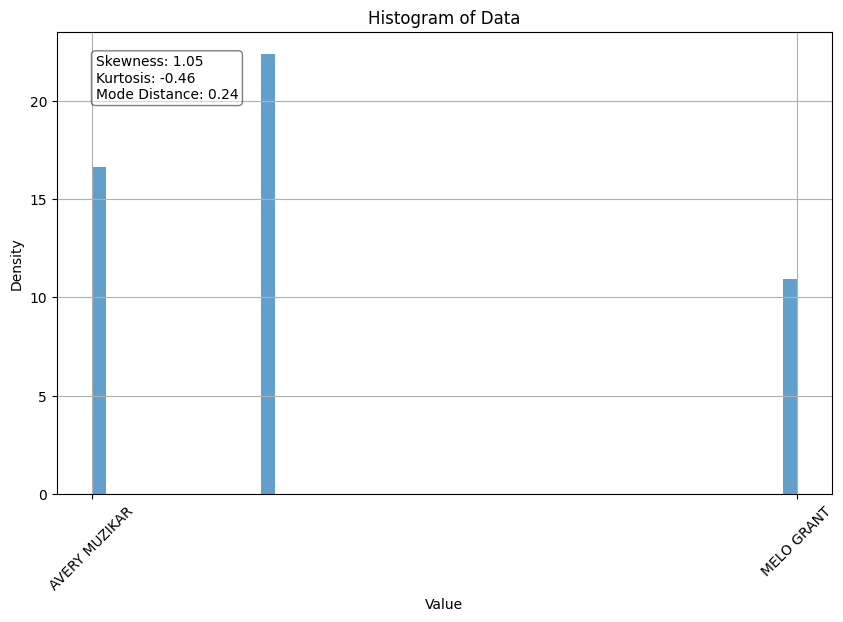 Histogram of Data
Skewness: 1.05
Kurtosis: -0.46
Mode Distance: 0.24
Density
20
15
10
5
0
AVERY MUZIKAR
MELO GRANT
Value